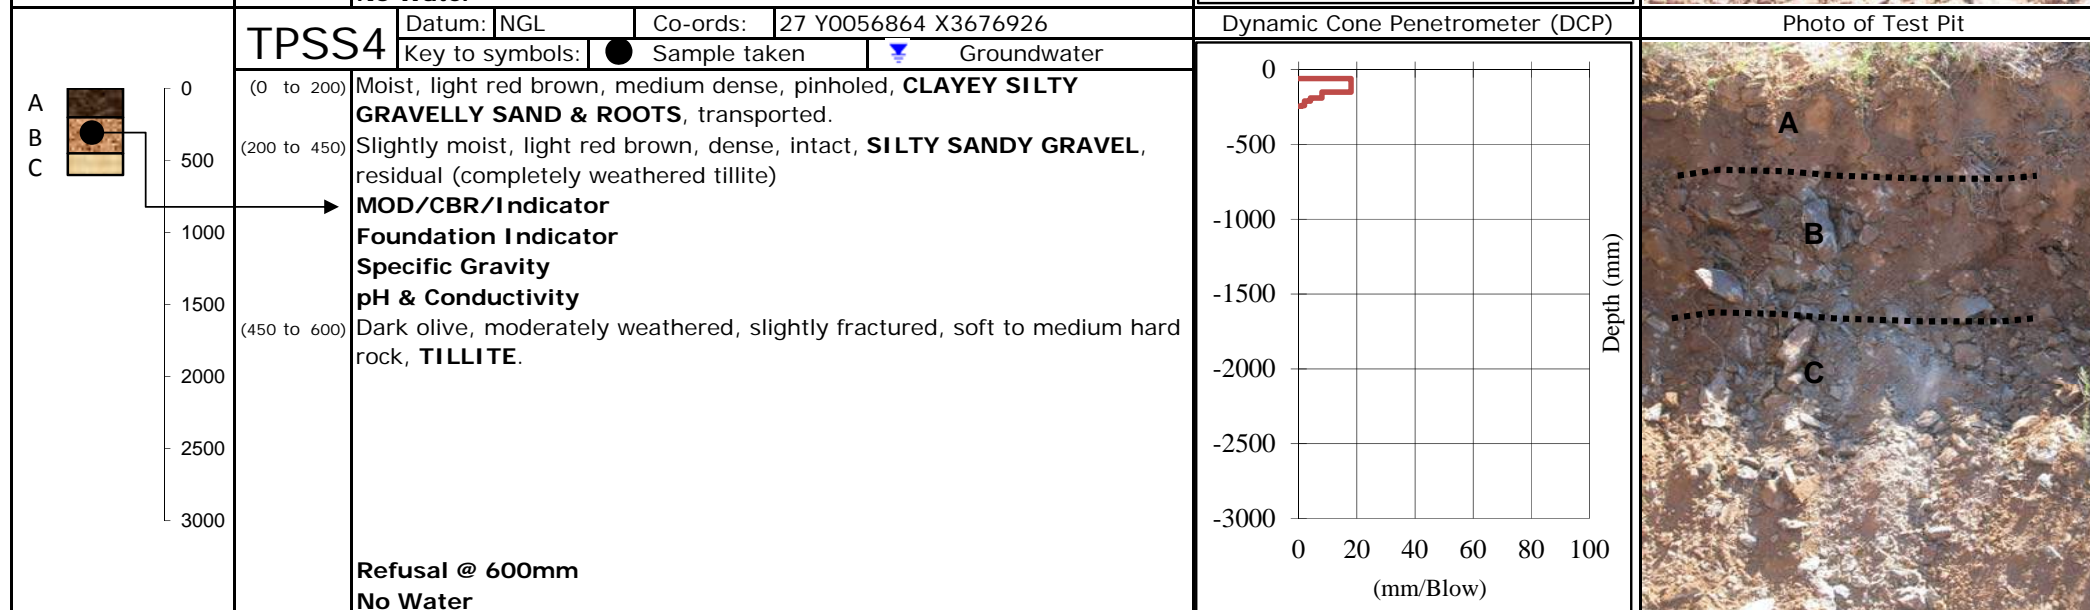 No Water
TPSS4
Datum: NGL Co-ords: 27 Y0056864 X3676926
Key to symbols: Sample taken Groundwater
Dynamic Cone Penetrometer (DCP)
Photo of Test Pit
A
B
C
0
500
1000
1500
2000
2500
3000
(0 to 200) Moist, light red brown, medium dense, pinholed, CLAYEY SILTY
GRAVELLY SAND & ROOTS, transported.
(200 to 450) Slightly moist, light red brown, dense, intact, SILTY SANDY GRAVEL,
residual (completely weathered tillite)
MOD/CBR/Indicator
Foundation Indicator
Specific Gravity
pH & Conductivity
(450 to 600) Dark olive, moderately weathered, slightly fractured, soft to medium hard
rock, TILLITE.
Refusal @ 600mm
No Water
0
-500
-1000
-1500
-2000
-2500
-3000
0 20 40 60 80 100
(mm/Blow)
Depth (mm)
A
B
C